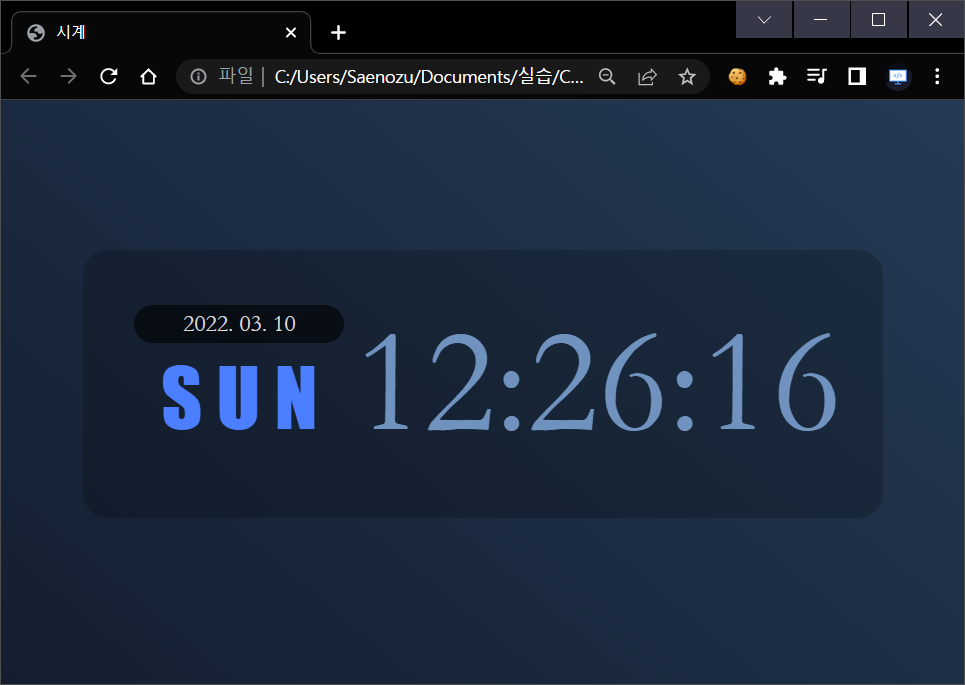 시계
파일 | C:/Users/Saenozu/Documents/실습/C...
2022. 03. 10
SUN
12:26:16